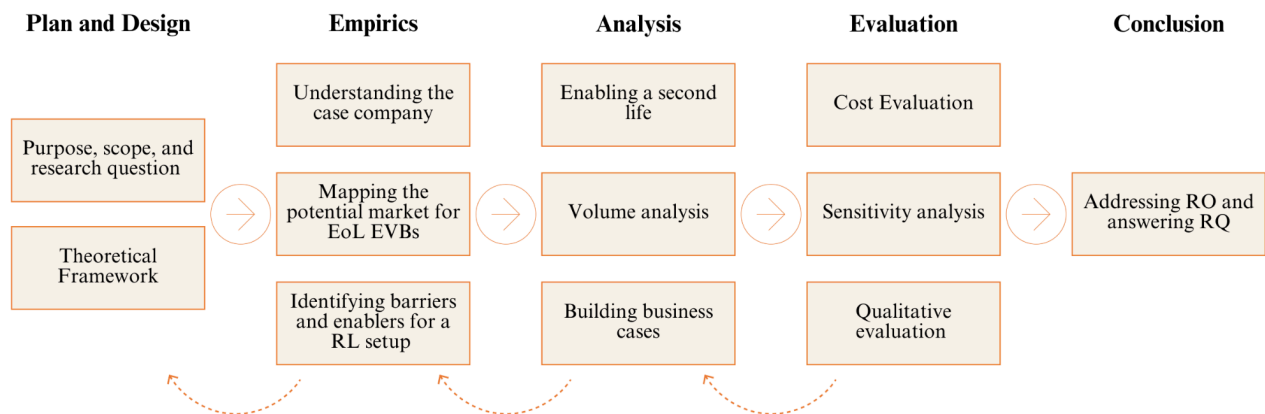 Plan and Design
Purpose, scope, and
research question
Theoretical
Framework
Empirics
Understanding the
case company
Mapping the
potential market for
EoL EVBs
Identifying barriers
and enablers for a
RL setup
Analysis
Enabling a second
life
Volume analysis
Building business
cases
Evaluation
Cost Evaluation
Sensitivity analysis
Qualitative
evaluation
Conclusion
Addressing RO and
answering RQ